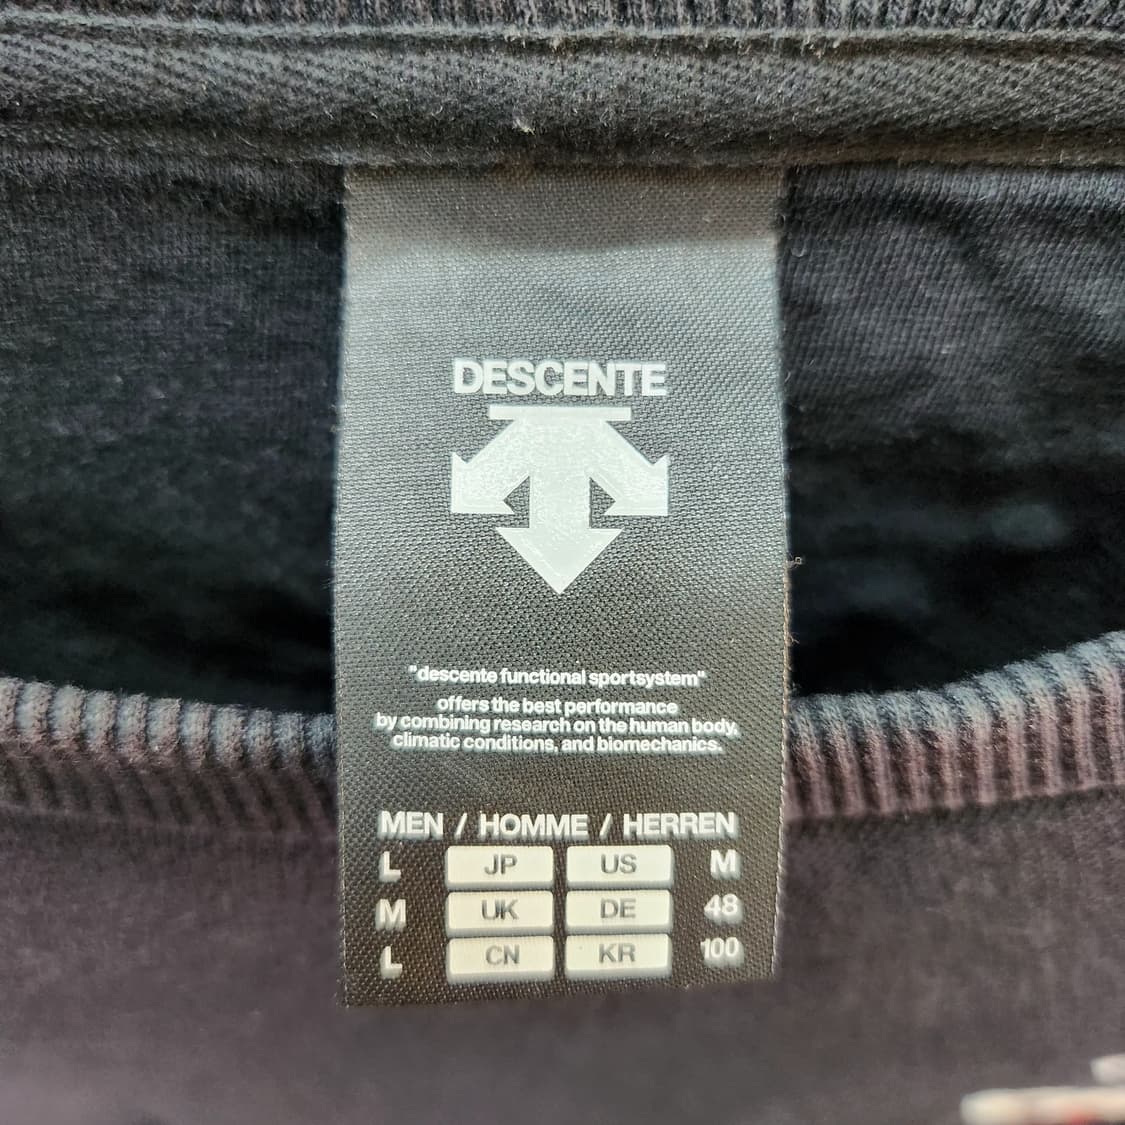 DESCENTE
"descente functional sportsystem"
offers the best performance
by combining research on the human body,
climatic conditions, and biomechanics.
MEN / HOMME / HERREN
L JP US M
M UK DE 48
L CN KR 100